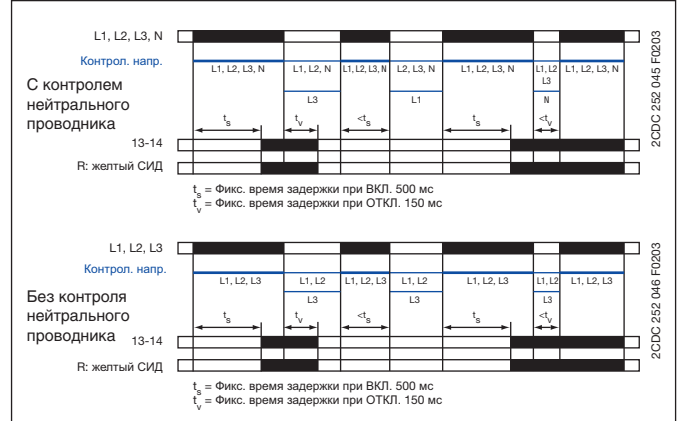 L1, L2, L3, N
Контрол. напр.
L1, L2, L3, N
L1, L2, N
L1, L2, L3, N
L2, L3, N
L1, L2, L3, N
L1, L2
L3
L1, L2, L3, N
L3
L1
N
С контролем
нейтрального
проводника
ts
tv
<ts
ts
<tv
13-14
R: желтый СИД
ts = Фикс. время задержки при ВКЛ. 500 мс
tv = Фикс. время задержки при ОТКЛ. 150 мс
2CDC 252 045 F0203
L1, L2, L3
Контрол. напр.
L1, L2, L3
L1, L2
L1, L2, L3
L1, L2
L1, L2, L3
L1, L2
L1, L2, L3
L3
L3
L3
Без контроля
нейтрального
проводника
ts
tv
<ts
ts
<tv
13-14
R: желтый СИД
ts = Фикс. время задержки при ВКЛ. 500 мс
tv = Фикс. время задержки при ОТКЛ. 150 мс
2CDC 252 046 F0203